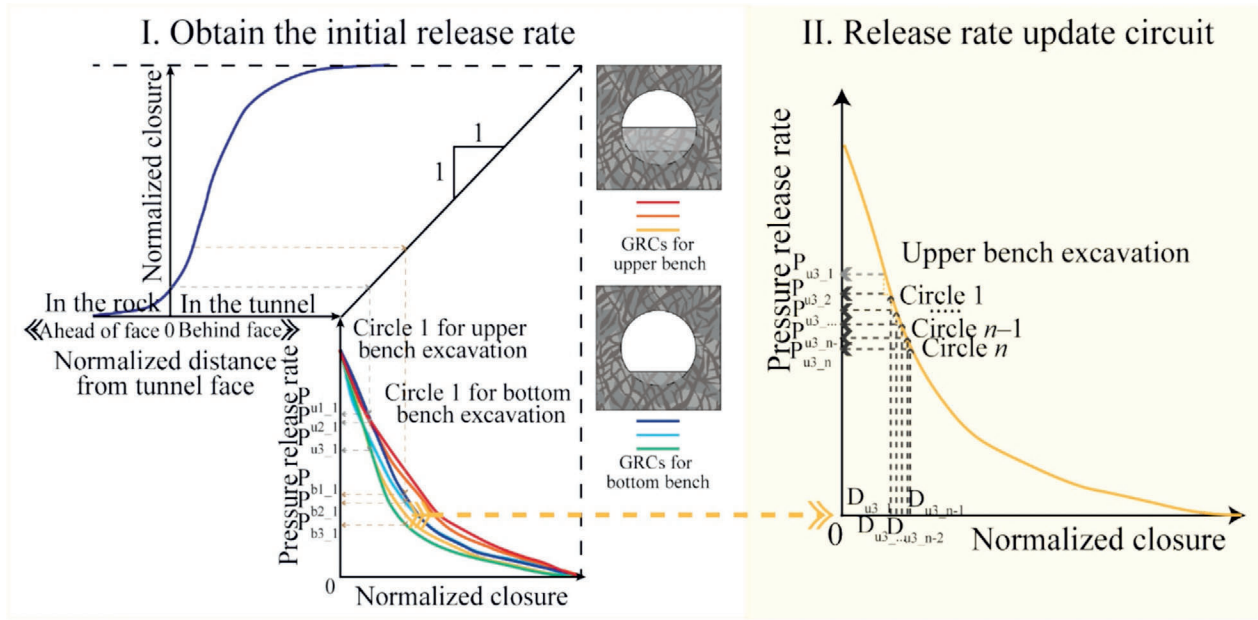 I. Obtain the initial release rate
Normalized closure
1
1
In the rock
In the tunnel
Ahead of face 0 Behind face
Normalized distance
from tunnel face
GRCs for
upper bench
GRCs for
bottom bench
Circle 1 for upper
bench excavation
Circle 1 for bottom
bench excavation
Pressure release rate
P
u1_1
P
u2_1
P
u3_1
P
b1_1
P
b2_1
P
b3_1
0
Normalized closure
II. Release rate update circuit
Pressure release rate
Upper bench excavation
P
u3_1
P
u3_2
P
u3_...
P
u3_n-
P
u3_n
Circle 1
.....
Circle n–1
Circle n
D
D
u3_1
u3_n-1
D
D
u3_...
u3_n-2
0
Normalized closure